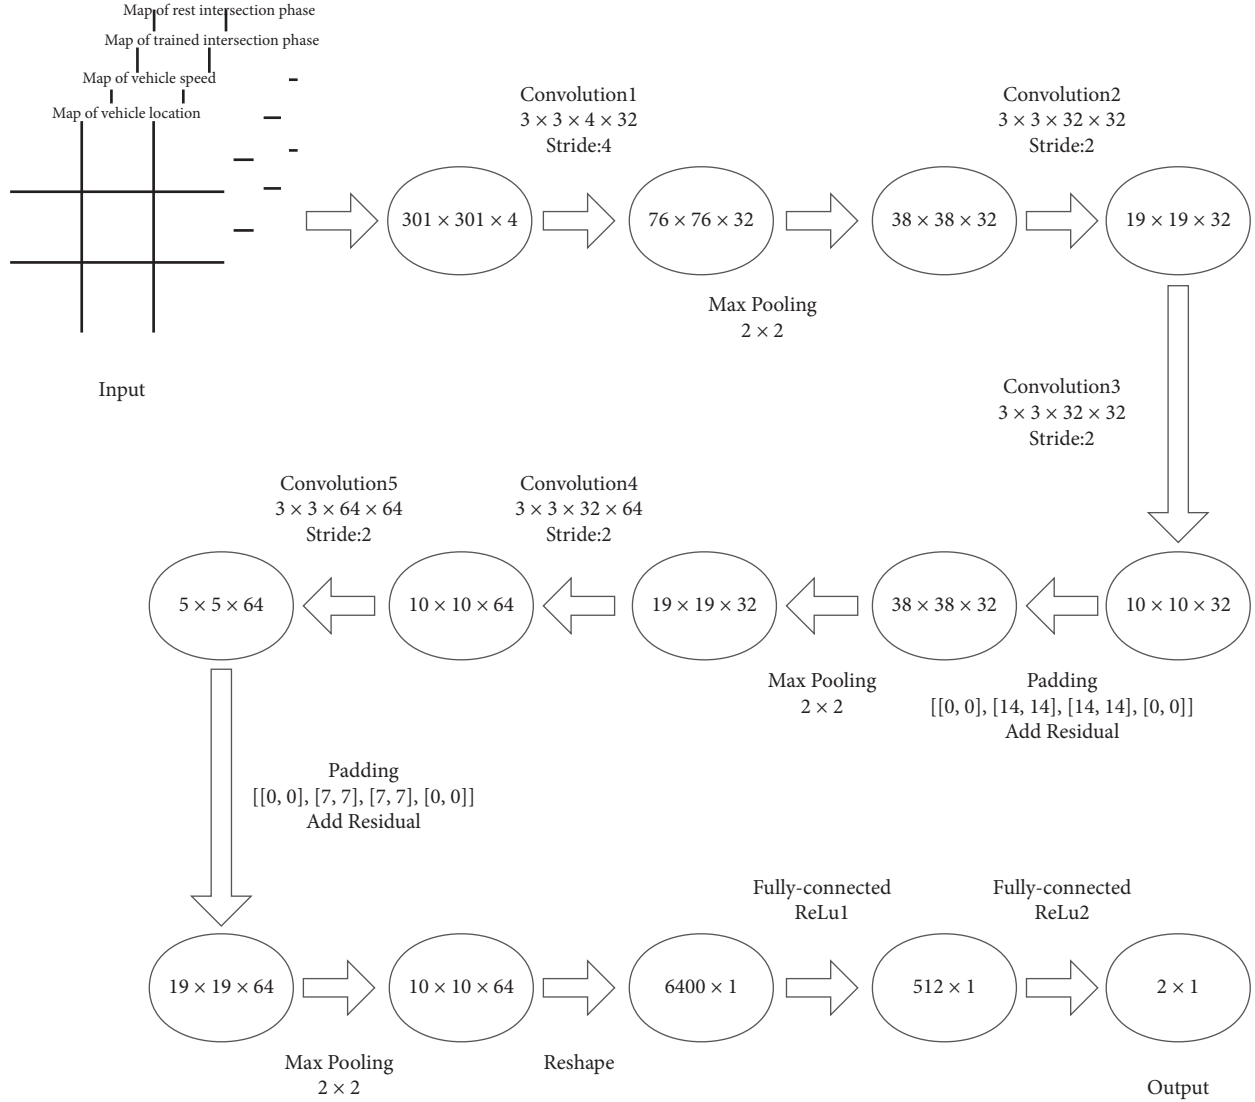 Map of rest intersection phase
Map of trained intersection phase
Map of vehicle speed
Map of vehicle location
Input
301 × 301 × 4
Convolution1
3 × 3 × 4 × 32
Stride:4
76 × 76 × 32
Max Pooling
2 × 2
38 × 38 × 32
Convolution2
3 × 3 × 32 × 32
Stride:2
19 × 19 × 32
Convolution3
3 × 3 × 32 × 32
Stride:2
10 × 10 × 32
Padding
[[0, 0], [14, 14], [14, 14], [0, 0]]
Add Residual
38 × 38 × 32
Max Pooling
2 × 2
19 × 19 × 32
Convolution4
3 × 3 × 32 × 64
Stride:2
10 × 10 × 64
Convolution5
3 × 3 × 64 × 64
Stride:2
5 × 5 × 64
Padding
[[0, 0], [7, 7], [7, 7], [0, 0]]
Add Residual
19 × 19 × 64
Max Pooling
2 × 2
10 × 10 × 64
Reshape
6400 × 1
Fully-connected
ReLu1
512 × 1
Fully-connected
ReLu2
2 × 1
Output